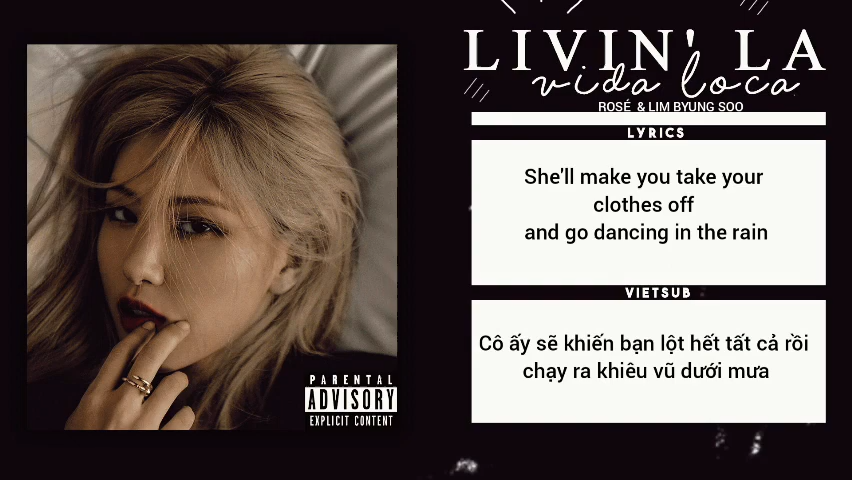 LIVIN' LA
vida loca
ROSÉ & LIM BYUNG SOO
LYRICS
She'll make you take your
clothes off
and go dancing in the rain
VIETSUB
Cô ấy sẽ khiến bạn lột hết tất cả rồi
chạy ra khiêu vũ dưới mưa
PARENTAL
ADVISORY
EXPLICIT CONTENT